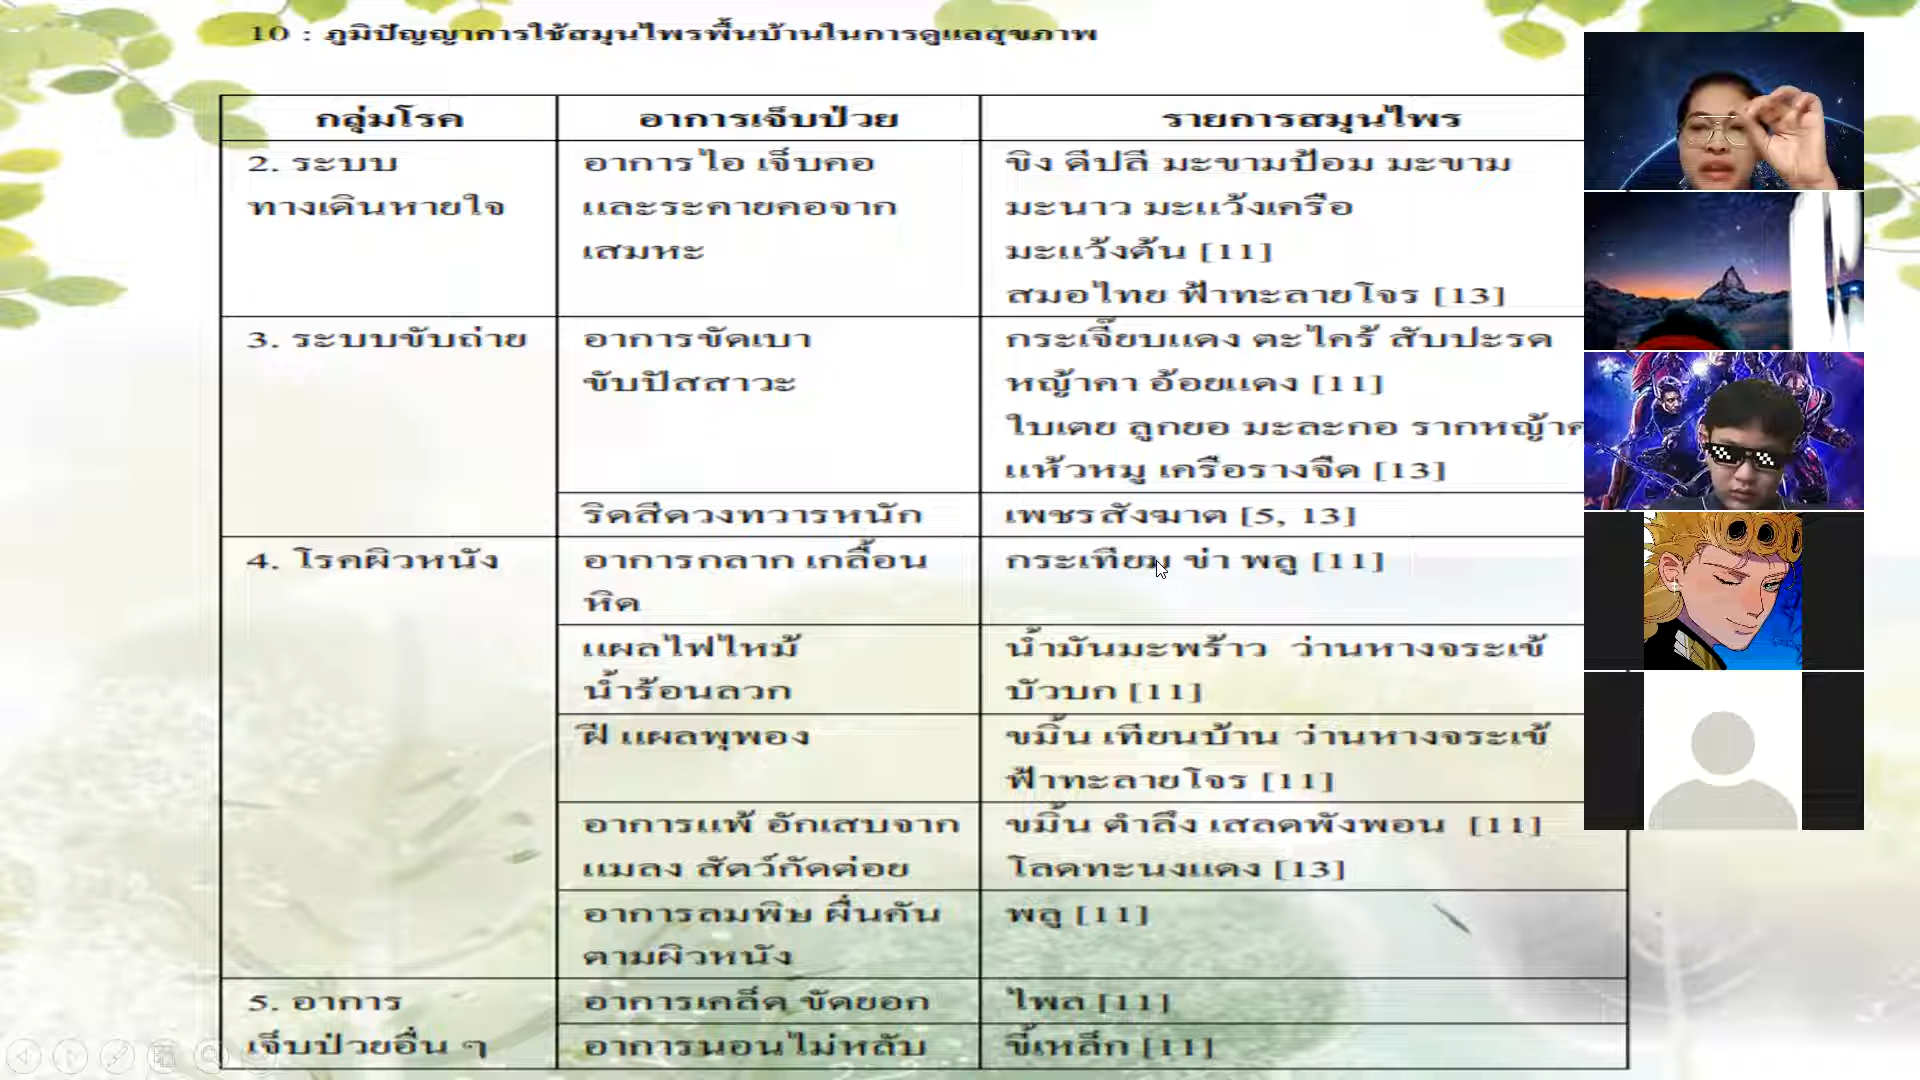 10 : ภูมิปัญญาการใช้สมุนไพรพื้นบ้านในการดูแลสุขภาพ
กลุ่มโรค อาการเจ็บป่วย รายการสมุนไพร
2. ระบบ
ทางเดินหายใจ
อาการไอ เจ็บคอ
และระคายคอจาก
เสมหะ
ขิง ดีปลี มะขามป้อม มะขาม
มะนาว มะแว้งเครือ
มะแว้งต้น [11]
สมอไทย ฟ้าทะลายโจร [13]
3. ระบบขับถ่าย
อาการขัดเบา
ขับปัสสาวะ
กระเจี๊ยบแดง ตะไคร้ สับปะรด
หญ้าคา อ้อยแดง [11]
ใบเตย ลูกยอ มะละกอ
แห้วหมู เครือรางจืด [13]
ริดสีดวงทวารหนัก
เพชรสังฆาต [5, 13]
4. โรคผิวหนัง
อาการกลาก เกลื้อน
หิด
กระเทียม ข่า พลู [11]
แผลไฟไหม้
น้ำร้อนลวก
น้ำมันมะพร้าว ว่านหางจระเข้
บัวบก [11]
ฝี แผลพุพอง
ขมิ้น เทียนบ้าน ว่านหางจระเข้
ฟ้าทะลายโจร [11]
อาการแพ้ อักเสบจาก
แมลง สัตว์กัดต่อย
ขมิ้น ตำลึง เสลดพังพอน [11]
โลดทะนงแดง [13]
อาการลมพิษ ผื่นคัน
ตามผิวหนัง
พลู [11]
5. อาการ
เจ็บป่วยอื่น ๆ
อาการเคล็ด ขัดยอก
ไพล [11]
อาการนอนไม่หลับ
ขี้เหล็ก [11]